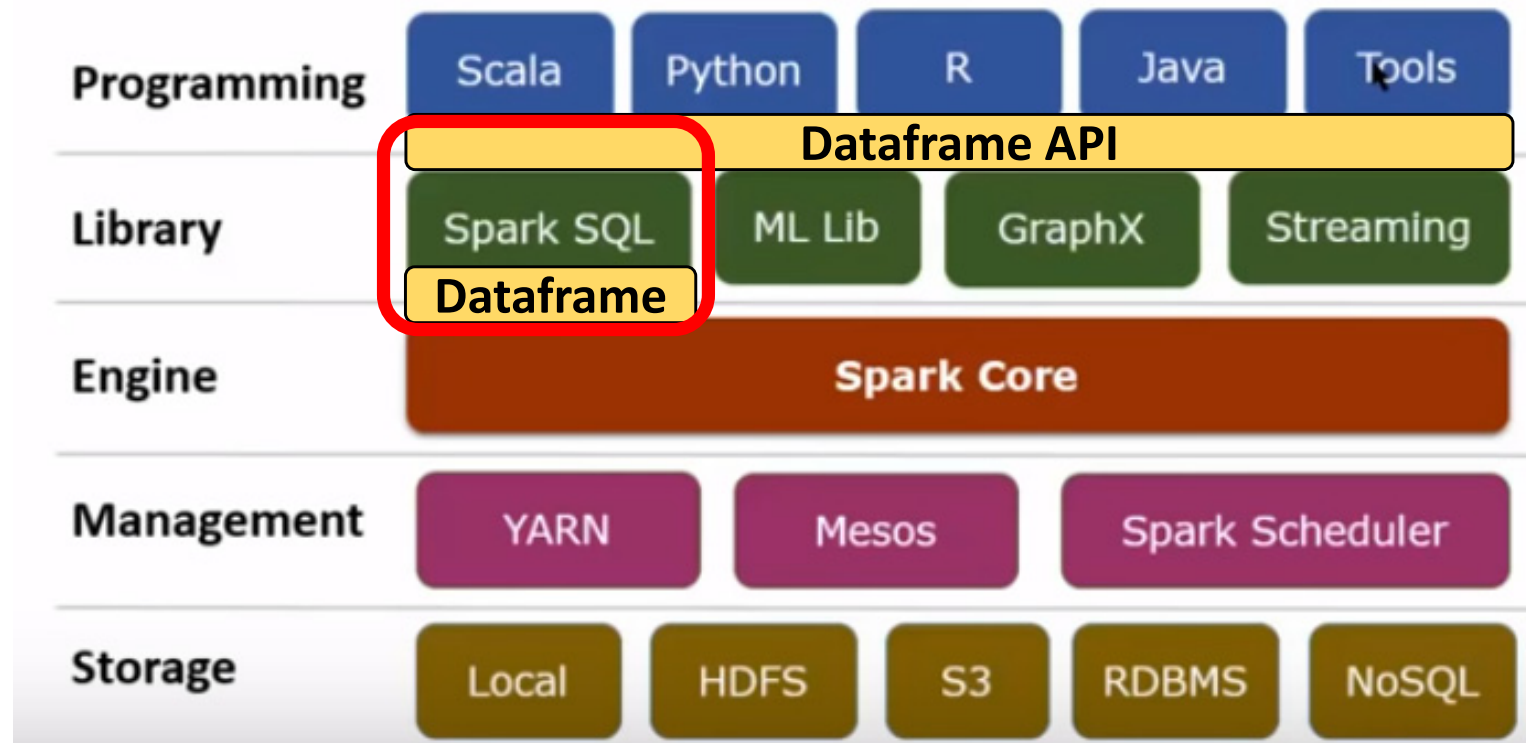 Programming
Scala
Python
R
Java
Tools
Dataframe API
Library
Spark SQL
ML Lib
GraphX
Streaming
Dataframe
Engine
Spark Core
Management
YARN
Mesos
Spark Scheduler
Storage
Local
HDFS
S3
RDBMS
NoSQL